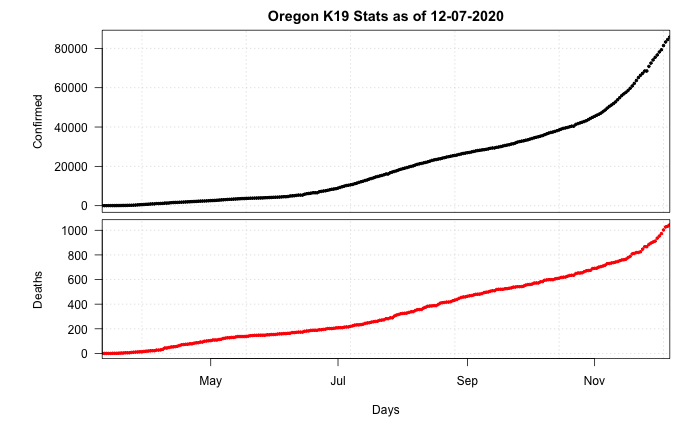 Oregon K19 Stats as of 12-07-2020
80000
60000
40000
20000
0
Confirmed
1000
800
600
400
200
0
Deaths
May Jul Sep Nov
Days